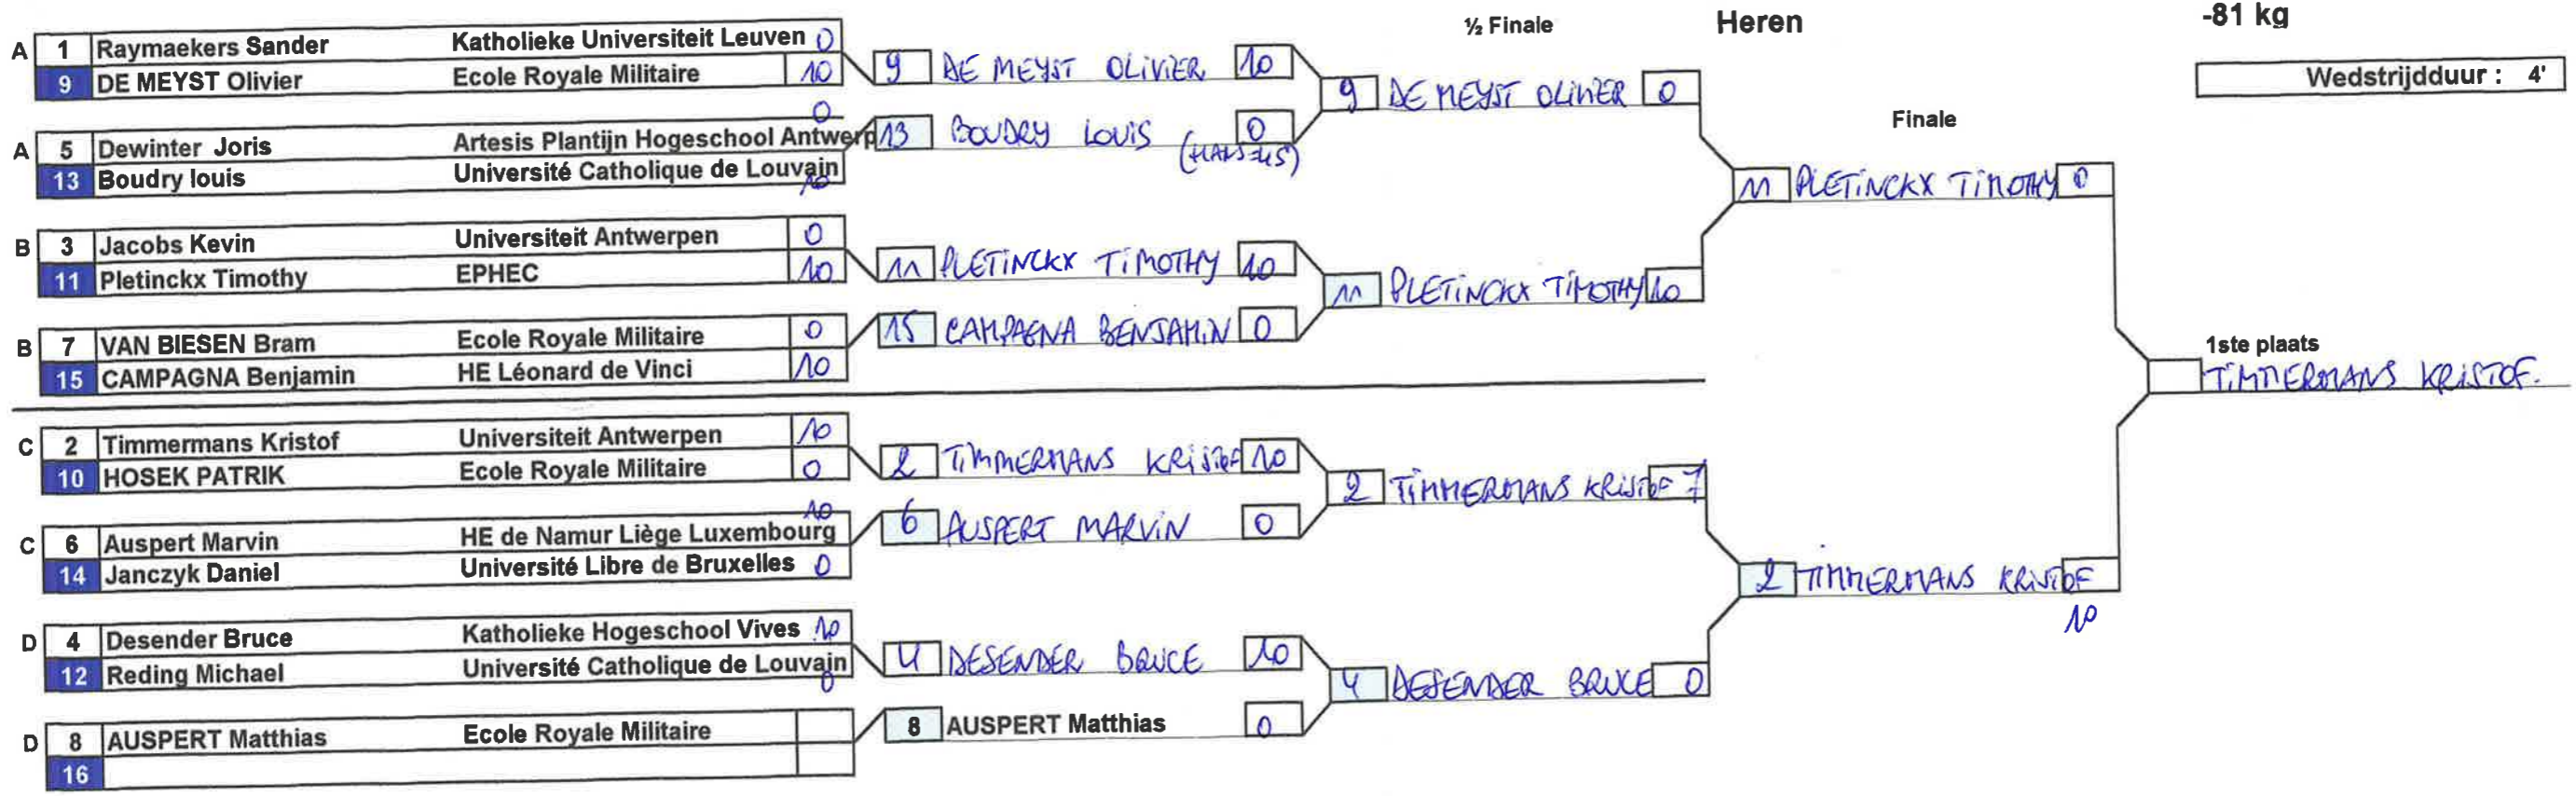 ½ Finale
Heren
-81 kg
Wedstrijdduur : 4'
A 1 Raymaekers Sander Katholieke Universiteit Leuven 0
9 DE MEYST Olivier Ecole Royale Militaire 10
9 DE MEYST OLIVIER 10
0
A 5 Dewinter Joris Artesis Plantijn Hogeschool Antwerp
13 Boudry louis Université Catholique de Louvain
10
13 BOUDRY LOUIS 0
9 DE MEYST OLIVIER 0
B 3 Jacobs Kevin Universiteit Antwerpen 0
11 Pletinckx Timothy EPHEC 10
11 PLETINCKX TIMOTHY 10
B 7 VAN BIESEN Bram Ecole Royale Militaire 0
15 CAMPAGNA Benjamin HE Léonard de Vinci 10
15 CAMPAGNA BENJAMIN 0
11 PLETINCKX TIMOTHY 10
Finale
11 PLETINCKX TIMOTHY 0
C 2 Timmermans Kristof Universiteit Antwerpen 10
10 HOSEK PATRIK Ecole Royale Militaire 0
2 TIMMERMANS KRISTOF 10
10
C 6 Auspert Marvin HE de Namur Liège Luxembourg
14 Janczyk Daniel Université Libre de Bruxelles 0
6 AUSPERT MARVIN 0
2 TIMMERMANS KRISTOF 7
D 4 Desender Bruce Katholieke Hogeschool Vives 10
12 Reding Michael Université Catholique de Louvain
0
4 DESENDER BRUCE 10
D 8 AUSPERT Matthias Ecole Royale Militaire
16
8 AUSPERT Matthias 0
4 DESENDER BRUCE 0
2 TIMMERMANS KRISTOF
10
1ste plaats
TIMMERMANS KRISTOF.